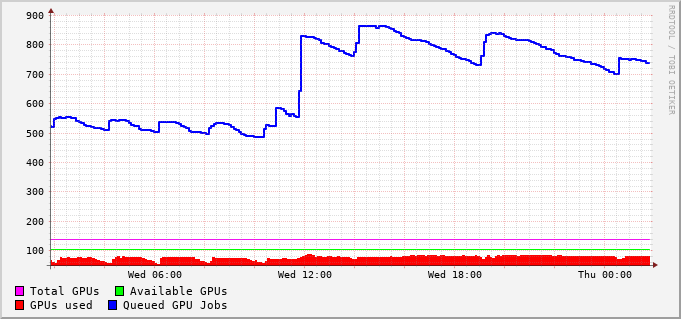 900
800
700
600
500
400
300
200
100
Wed 06:00 Wed 12:00 Wed 18:00 Thu 00:00
Total GPUs Available GPUs
GPUs used Queued GPU Jobs
RRDTOOL / TOBI OETIKER